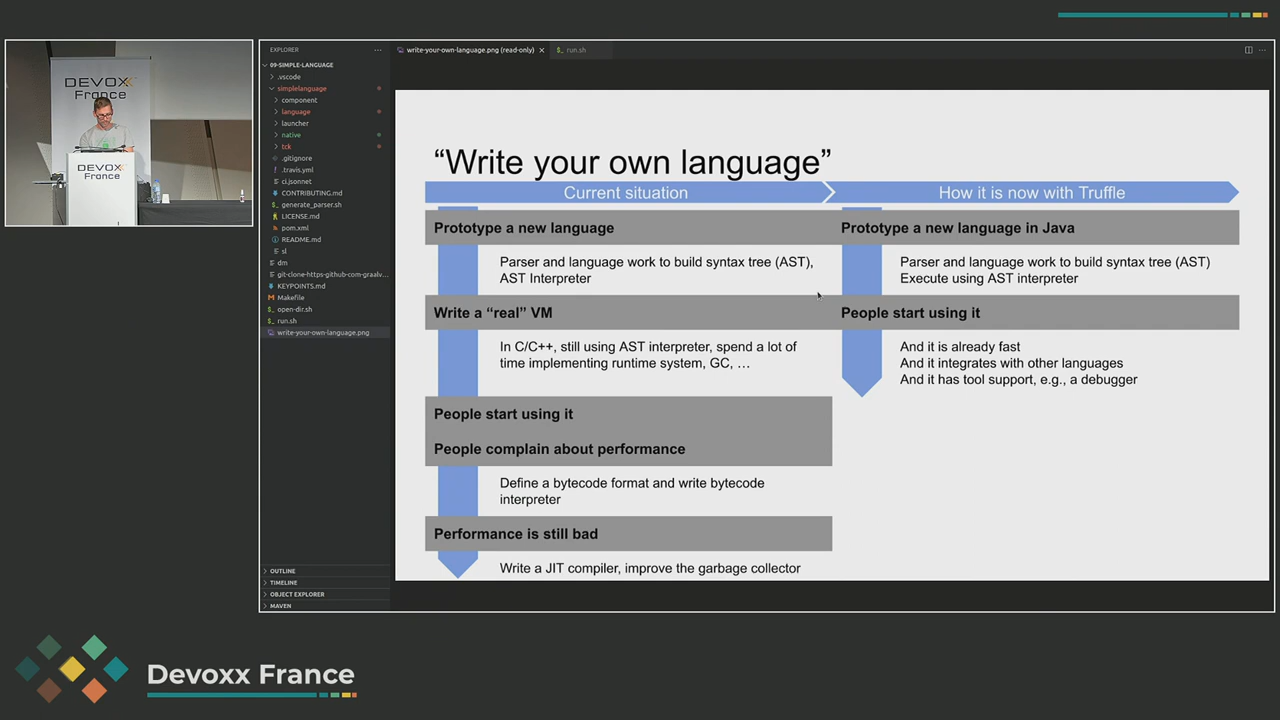 DEVOXX
France
DEVOXX
France
EXPLORER
09-SIMPLE-LANGUAGE
.vscode
simplelanguage
component
language
launcher
native
tck
.gitignore
.travis.yml
ci.jsonnet
CONTRIBUTING.md
generate_parser.sh
LICENSE.md
pom.xml
README.md
sl
dm
git-clone-https-github-com-graalv...
KEYPOINTS.md
Makefile
open-dir.sh
run.sh
write-your-own-language.png
OUTLINE
TIMELINE
OBJECT EXPLORER
MAVEN
write-your-own-language.png (read-only)
run.sh
“Write your own language”
Current situation
How it is now with Truffle
Prototype a new language
Parser and language work to build syntax tree (AST),
AST Interpreter
Write a “real” VM
In C/C++, still using AST interpreter, spend a lot of
time implementing runtime system, GC, …
People start using it
People complain about performance
Define a bytecode format and write bytecode
interpreter
Performance is still bad
Write a JIT compiler, improve the garbage collector
Prototype a new language in Java
Parser and language work to build syntax tree (AST)
Execute using AST interpreter
People start using it
And it is already fast
And it integrates with other languages
And it has tool support, e.g., a debugger
Devoxx France